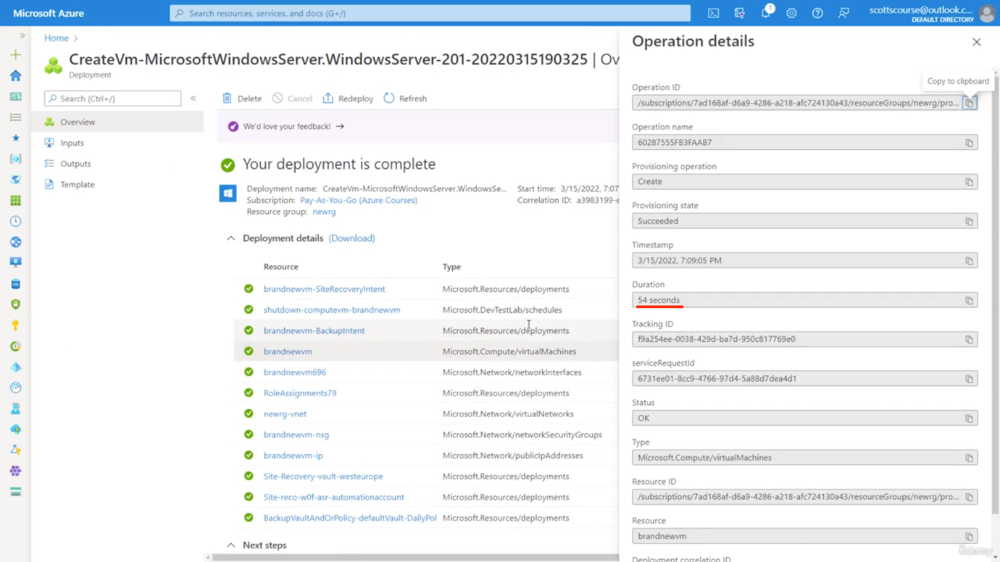 Microsoft Azure
Search resources, services, and docs (G+/)
1
scottscourse@outlook.c...
DEFAULT DIRECTORY
Home
CreateVm-MicrosoftWindowsServer.WindowsServer-201-20220315190325 | Ov
Deployment
Search (Ctrl+/)
Overview
Inputs
Outputs
Template
Delete
Cancel
Redeploy
Refresh
We'd love your feedback! →
Your deployment is complete
Deployment name: CreateVm-MicrosoftWindowsServer.WindowsSe...
Subscription: Pay-As-You-Go (Azure Courses)
Resource group: newrg
Start time: 3/15/2022, 7:07
Correlation ID: a3983199-e
Deployment details (Download)
Resource Type
brandnewvm-SiteRecoveryIntent Microsoft.Resources/deployments
shutdown-computevm-brandnewvm Microsoft.DevTestLab/schedules
brandnewvm-BackupIntent Microsoft.Resources/deployments
brandnewvm Microsoft.Compute/virtualMachines
brandnewvm696 Microsoft.Network/networkInterfaces
RoleAssignments79 Microsoft.Resources/deployments
newrg-vnet Microsoft.Network/virtualNetworks
brandnewvm-nsg Microsoft.Network/networkSecurityGroups
brandnewvm-ip Microsoft.Network/publicIpAddresses
Site-Recovery-vault-westeurope Microsoft.Resources/deployments
Site-reco-w0f-asr-automationaccount Microsoft.Resources/deployments
BackupVaultAndOrPolicy-defaultVault-DailyPol Microsoft.Resources/deployments
Next steps
Operation details
Copy to clipboard
Operation ID
/subscriptions/7ad168af-d6a9-4286-a218-afc724130a43/resourceGroups/newrg/pro...
Operation name
60287555FB3FAAB7
Provisioning operation
Create
Provisioning state
Succeeded
Timestamp
3/15/2022, 7:09:05 PM
Duration
54 seconds
Tracking ID
f9a254ee-0038-429d-ba7d-950c817769e0
serviceRequestId
6731ee01-8cc9-4766-97d4-5a88d7dea4d1
Status
OK
Type
Microsoft.Compute/virtualMachines
Resource ID
/subscriptions/7ad168af-d6a9-4286-a218-afc724130a43/resourceGroups/newrg/pro...
Resource
brandnewvm
Deployment correlation ID
ûdemy